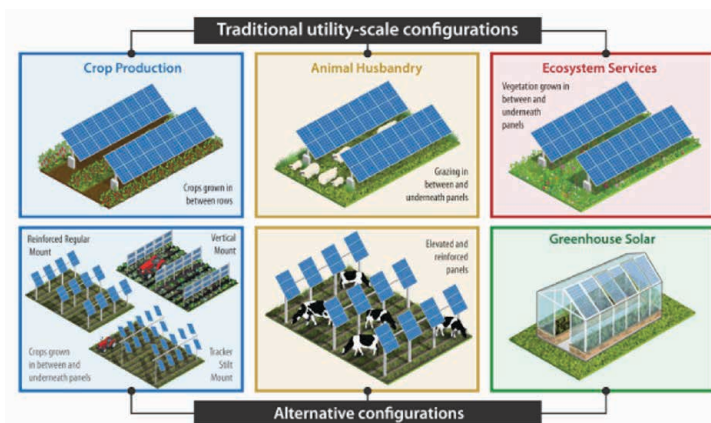 Traditional utility-scale configurations
Crop Production
Crops grown in
between rows
Animal Husbandry
Grazing in
between and
underneath panels
Ecosystem Services
Vegetation grown in
between and
underneath
panels
Reinforced Regular
Mount
Vertical
Mount
Crops grown
in between and
underneath panels
Tracker
Stilt
Mount
Elevated and
reinforced
panels
Greenhouse Solar
Alternative configurations